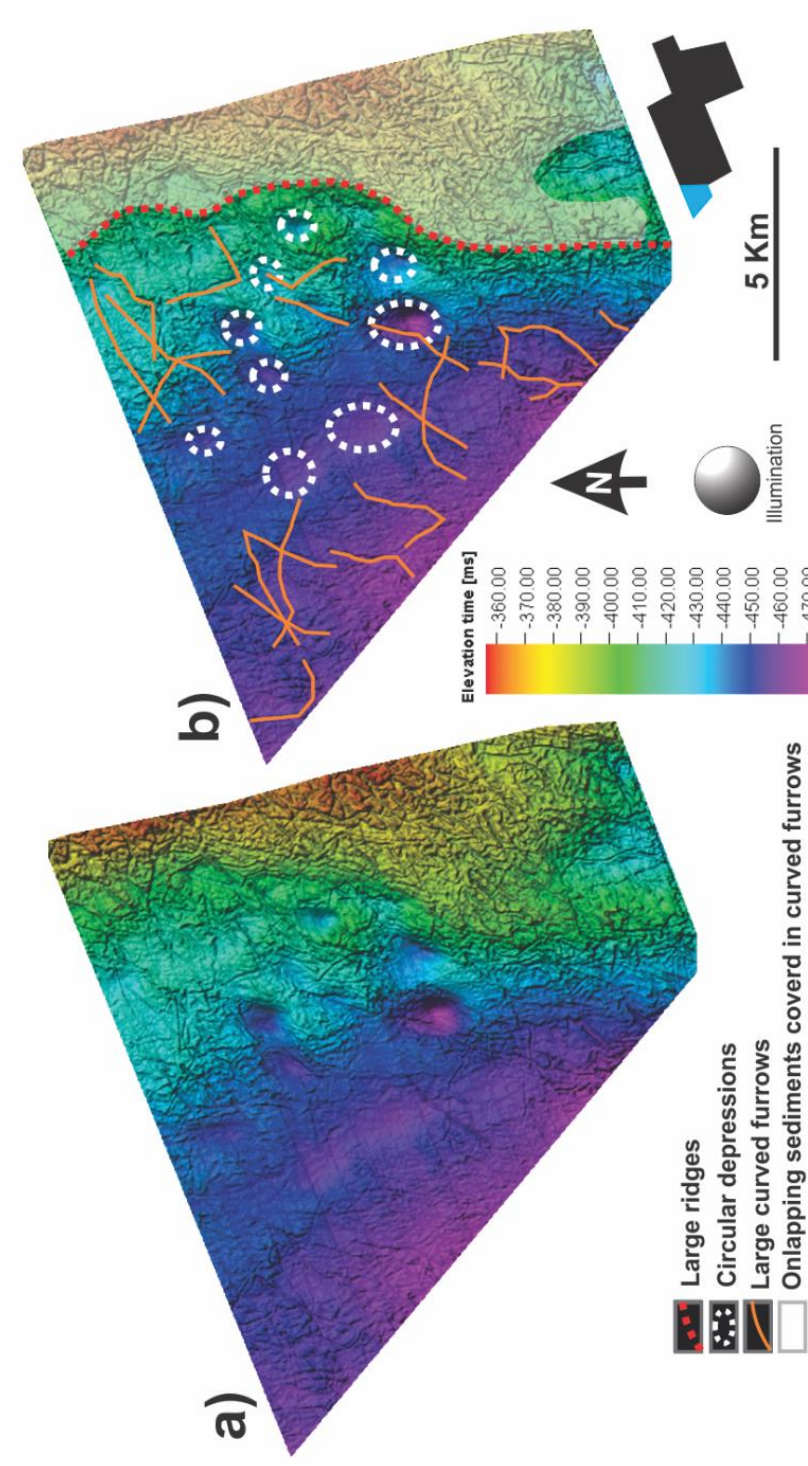 a)
b)
Large ridges
Circular depressions
Large curved furrows
Onlapping sediments coverd in curved furrows
Elevation time [ms]
-360.00
-370.00
-380.00
-390.00
-400.00
-410.00
-420.00
-430.00
-440.00
-450.00
-460.00
N
Illumination
5 Km